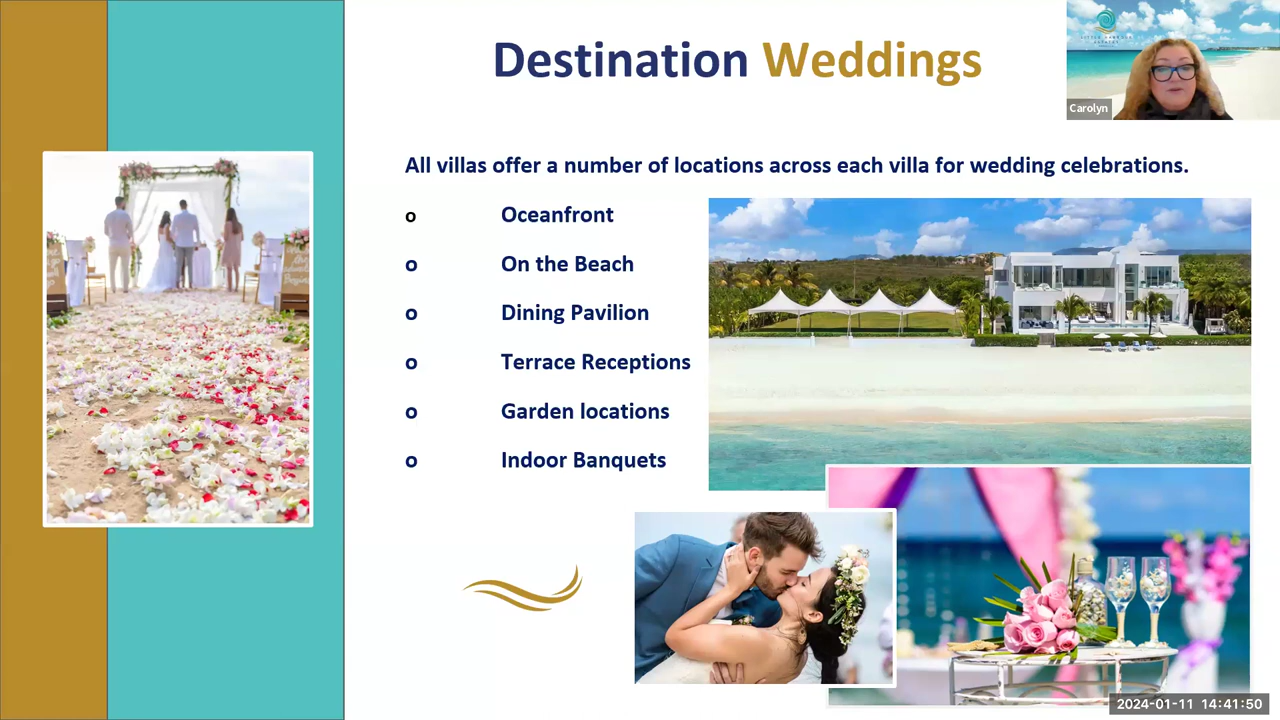 Destination Weddings
Carolyn
All villas offer a number of locations across each villa for wedding celebrations.
o Oceanfront
o On the Beach
o Dining Pavilion
o Terrace Receptions
o Garden locations
o Indoor Banquets
2024-01-11 14:41:50